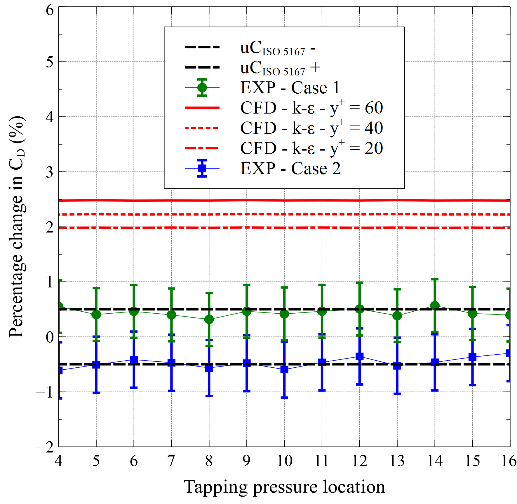 uC_ISO 5167 -
uC_ISO 5167 +
EXP - Case 1
CFD - k-ε - y⁺ = 60
CFD - k-ε - y⁺ = 40
CFD - k-ε - y⁺ = 20
EXP - Case 2
Percentage change in C_D (%)
6
5
4
3
2
1
0
−1
2
4 5 6 7 8 9 10 11 12 13 14 15 16
Tapping pressure location